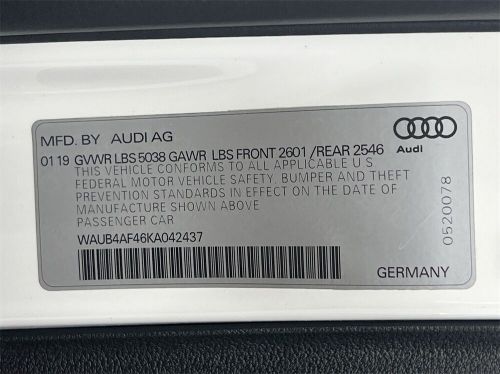 MFD. BY AUDI AG
01 19 GVWR LBS 5038 GAWR LBS FRONT 2601 /REAR 2546
THIS VEHICLE CONFORMS TO ALL APPLICABLE U S
FEDERAL MOTOR VEHICLE SAFETY, BUMPER AND THEFT
PREVENTION STANDARDS IN EFFECT ON THE DATE OF
MANUFACTURE SHOWN ABOVE
PASSENGER CAR
WAUB4AF46KA042437
Audi
0520078
GERMANY